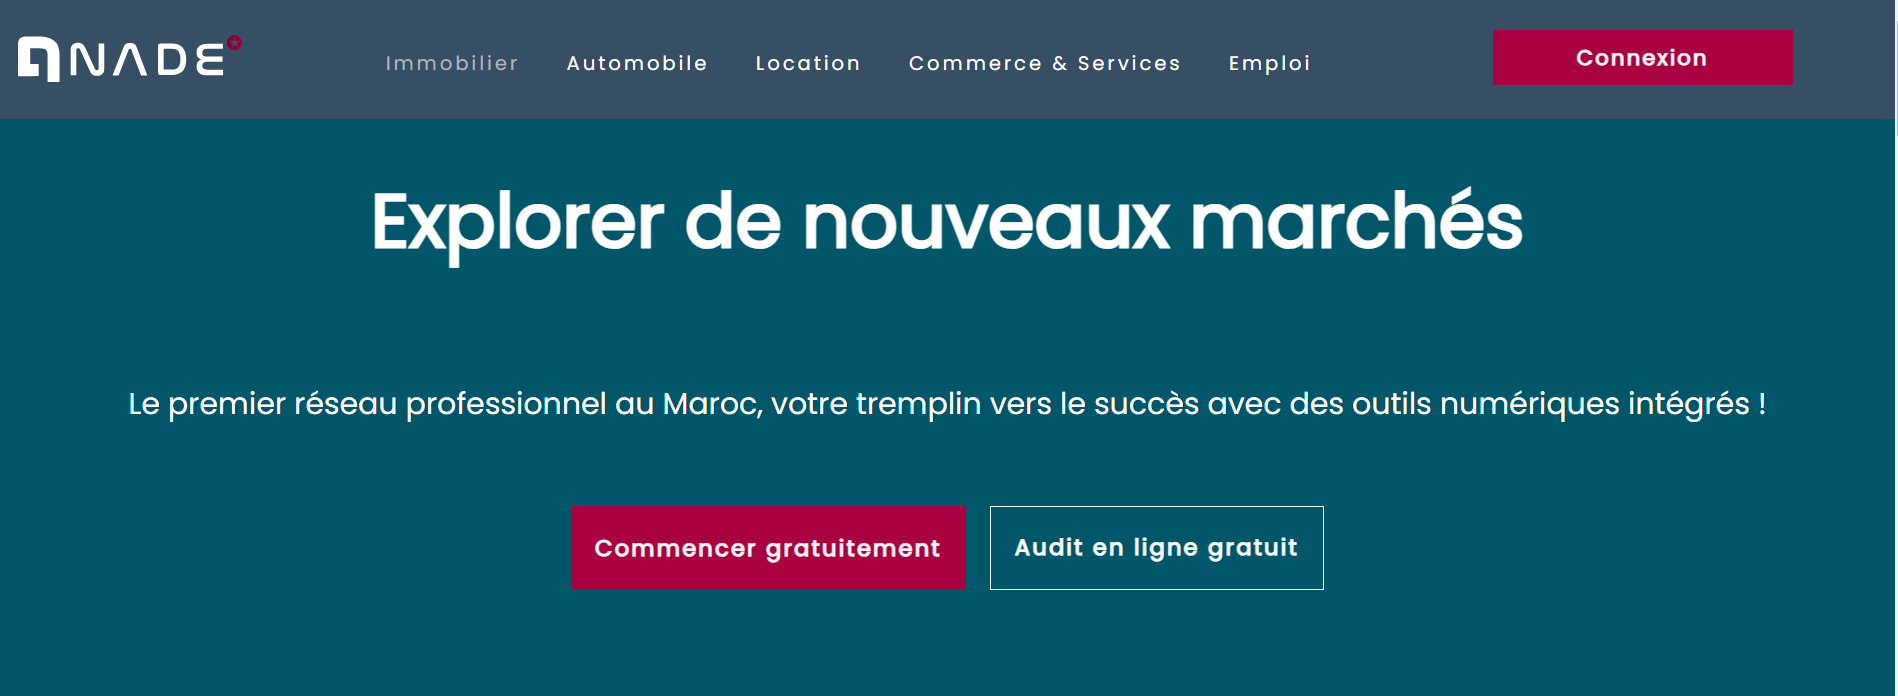 ANADE
Immobilier Automobile Location Commerce & Services Emploi
Connexion
Explorer de nouveaux marchés
Le premier réseau professionnel au Maroc, votre tremplin vers le succès avec des outils numériques intégrés !
Commencer gratuitement
Audit en ligne gratuit